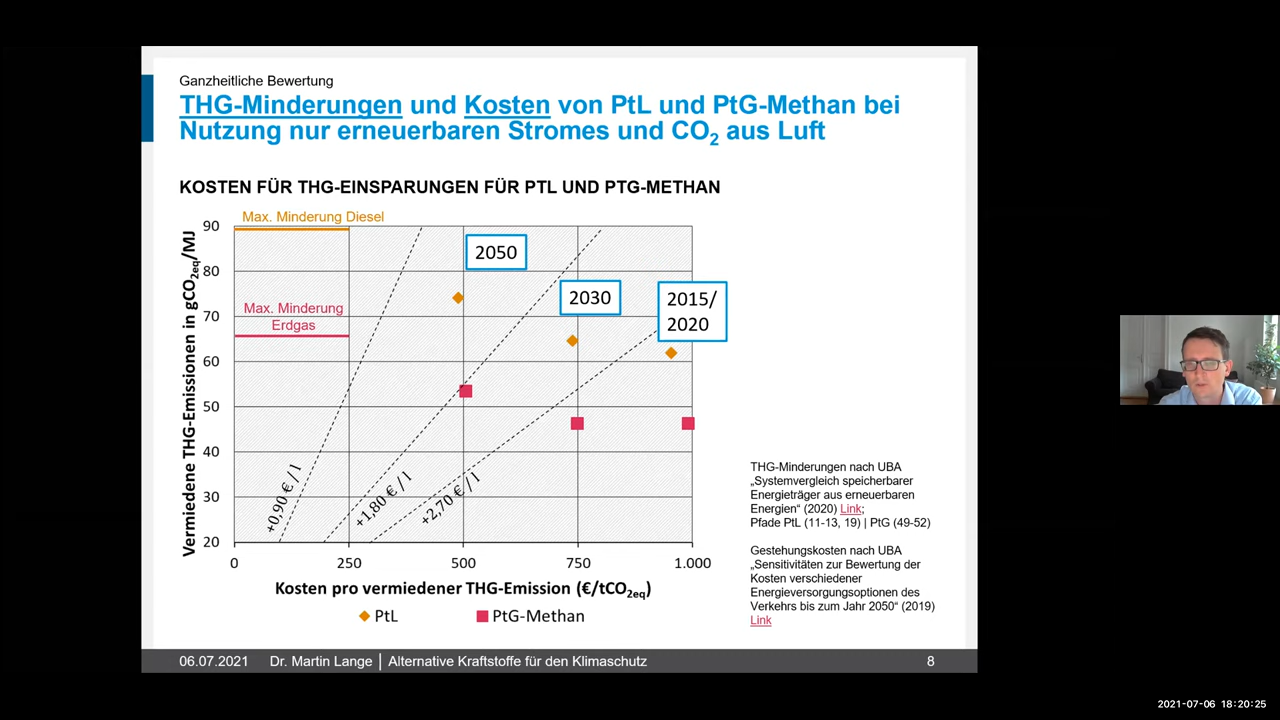 Ganzheitliche Bewertung
THG-Minderungen und Kosten von PtL und PtG-Methan bei
Nutzung nur erneuerbaren Stromes und CO₂ aus Luft
KOSTEN FÜR THG-EINSPARUNGEN FÜR PTL UND PTG-METHAN
Max. Minderung Diesel
Max. Minderung
Erdgas
Vermiedene THG-Emissionen in gCO₂eq/MJ
90
80
70
60
50
40
30
20
2050
2030
2015/
2020
+0,90 € / l
+1,80 € / l
+2,70 € / l
0
250
500
750
1.000
Kosten pro vermiedener THG-Emission (€/tCO₂eq)
PtL
PtG-Methan
THG-Minderungen nach UBA
„Systemvergleich speicherbarer
Energieträger aus erneuerbaren
Energien“ (2020) Link;
Pfade PtL (11-13, 19) | PtG (49-52)
Gestehungskosten nach UBA
„Sensitivitäten zur Bewertung der
Kosten verschiedener
Energieversorgungsoptionen des
Verkehrs bis zum Jahr 2050“ (2019)
Link
06.07.2021 Dr. Martin Lange | Alternative Kraftstoffe für den Klimaschutz 8
2021-07-06 18:20:25